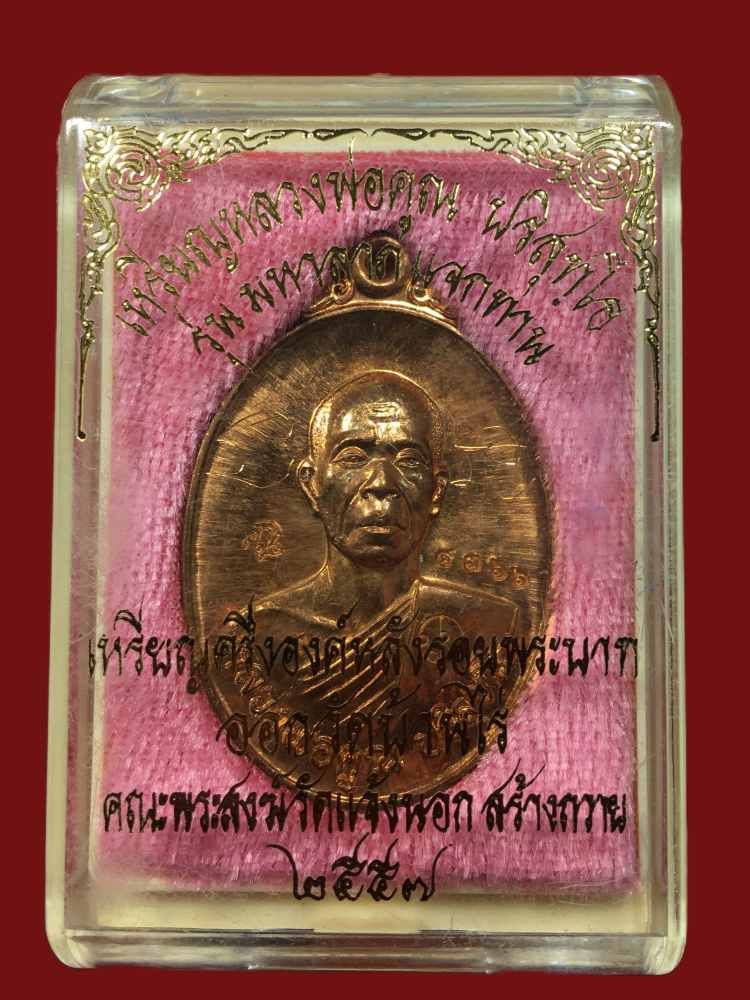 เหรียญหลวงพ่อคูณ ปริสุทฺโธ
รุ่น มหาลาภ แจกทาน
๑๘๖๖
เหรียญครึ่งองค์หลังรอยพระบาท
ออกวัดบ้านไร่
คณะพระสงฆ์วัดแจ้งนอก สร้างถวาย
๒๕๕๗